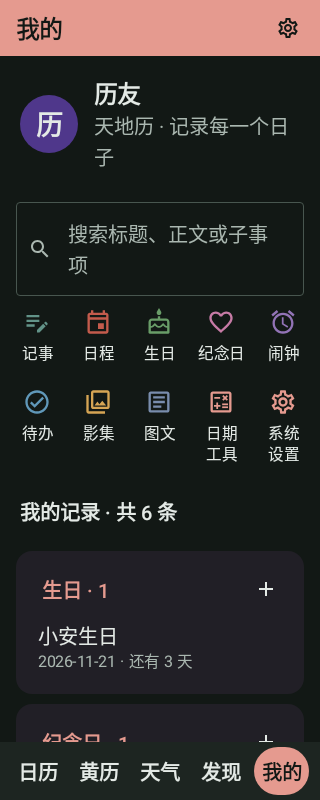 我的
历
历友
天地历 · 记录每一个日
子
搜索标题、正文或子事
项
记事 日程 生日 纪念日 闹钟
待办 影集 图文 日期 系统
工具 设置
我的记录 · 共 6 条
生日 · 1
小安生日
2026-11-21 · 还有 3 天
纪念日 · 1
日历 黄历 天气 发现 我的